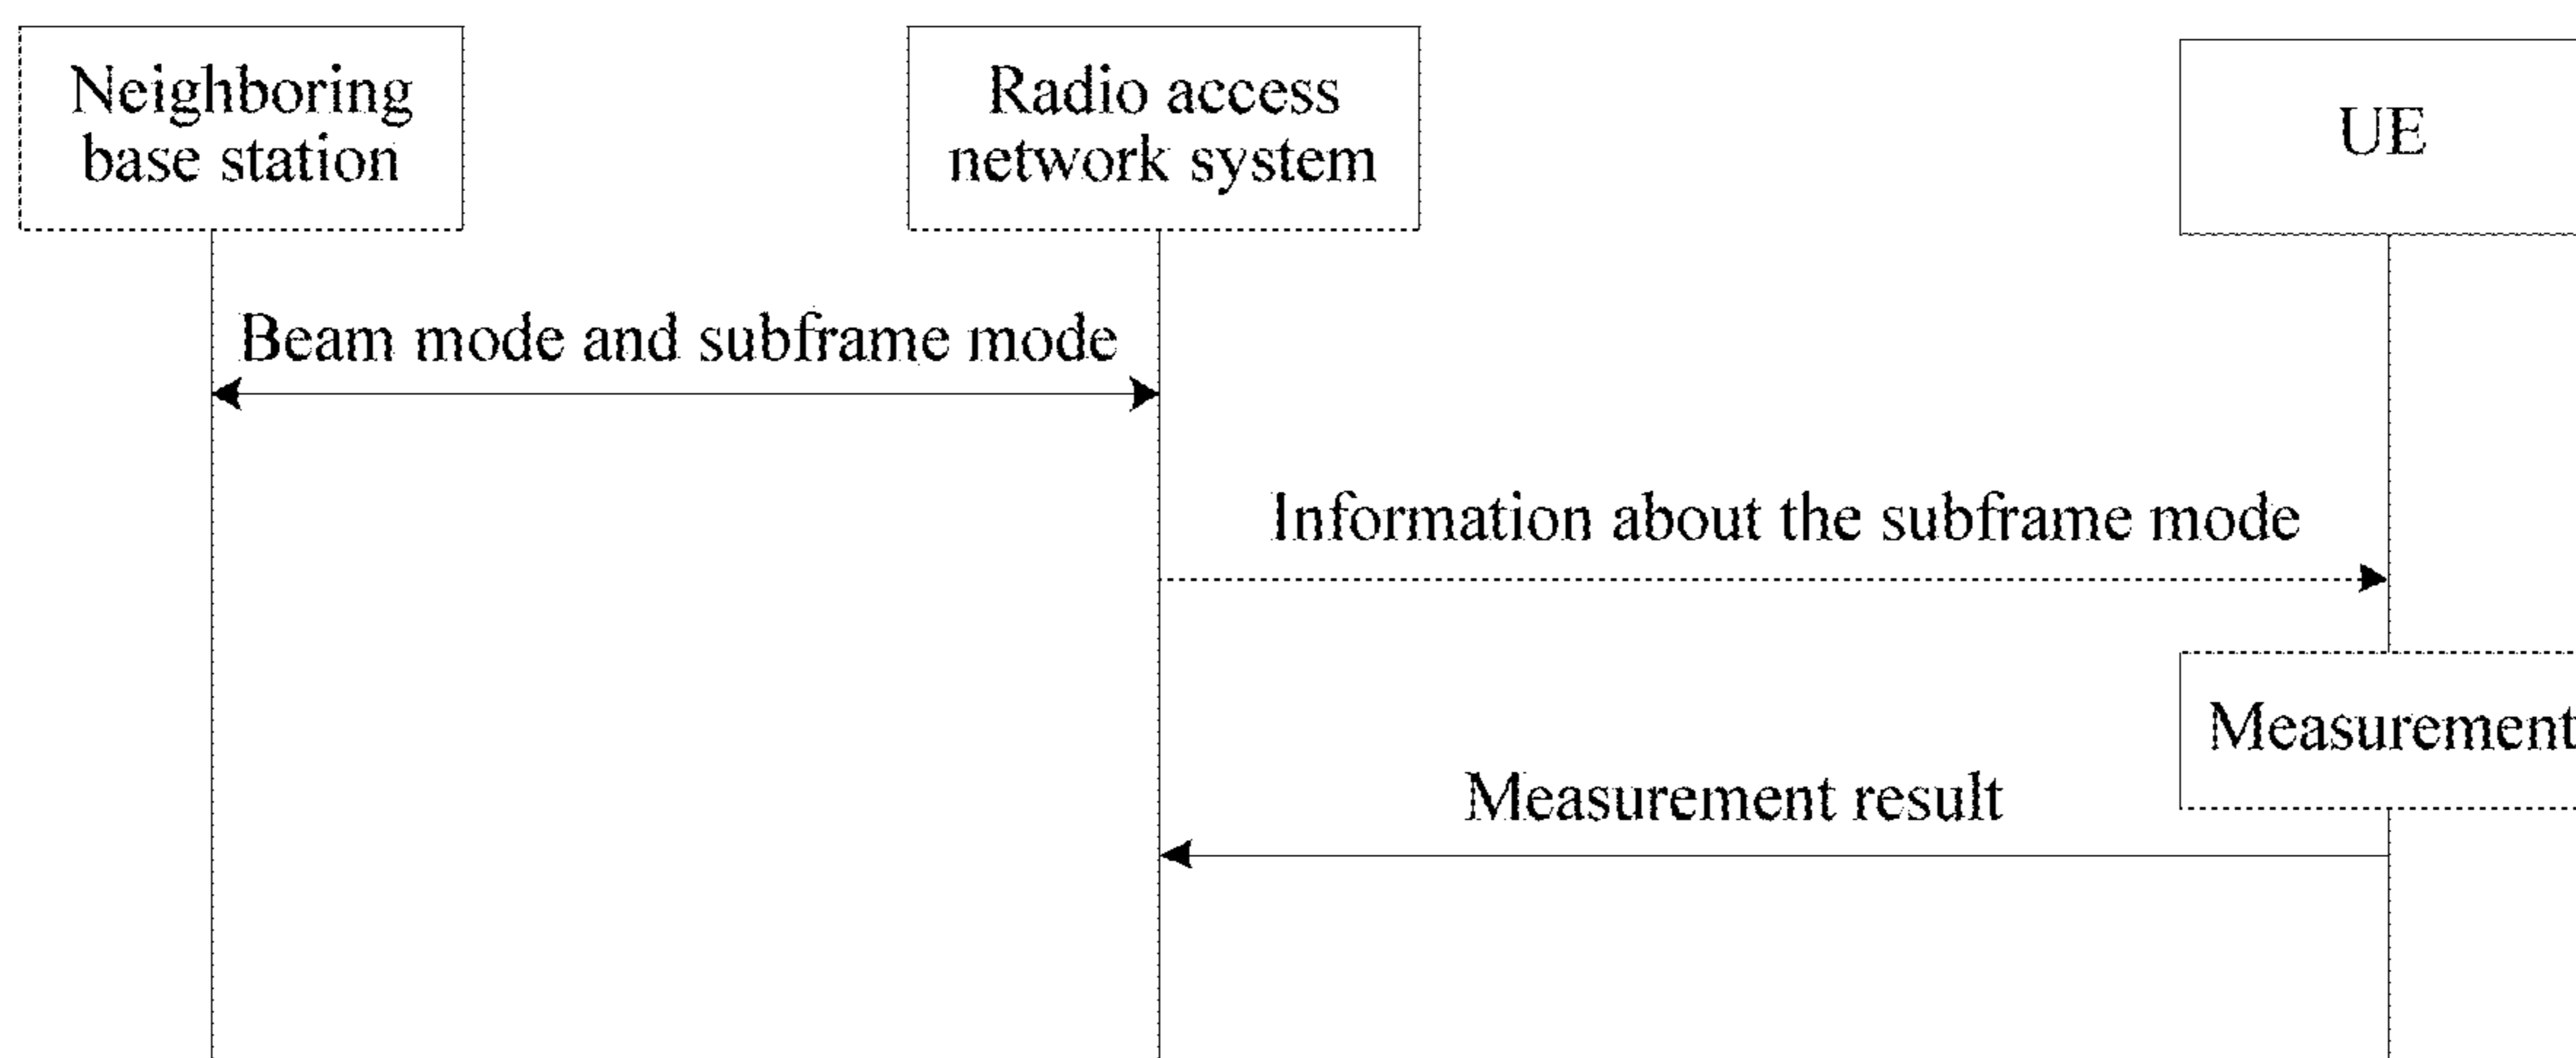 Neighboring
base station
Radio access
network system
UE
Beam mode and subframe mode
Information about the subframe mode
Measurement
Measurement result